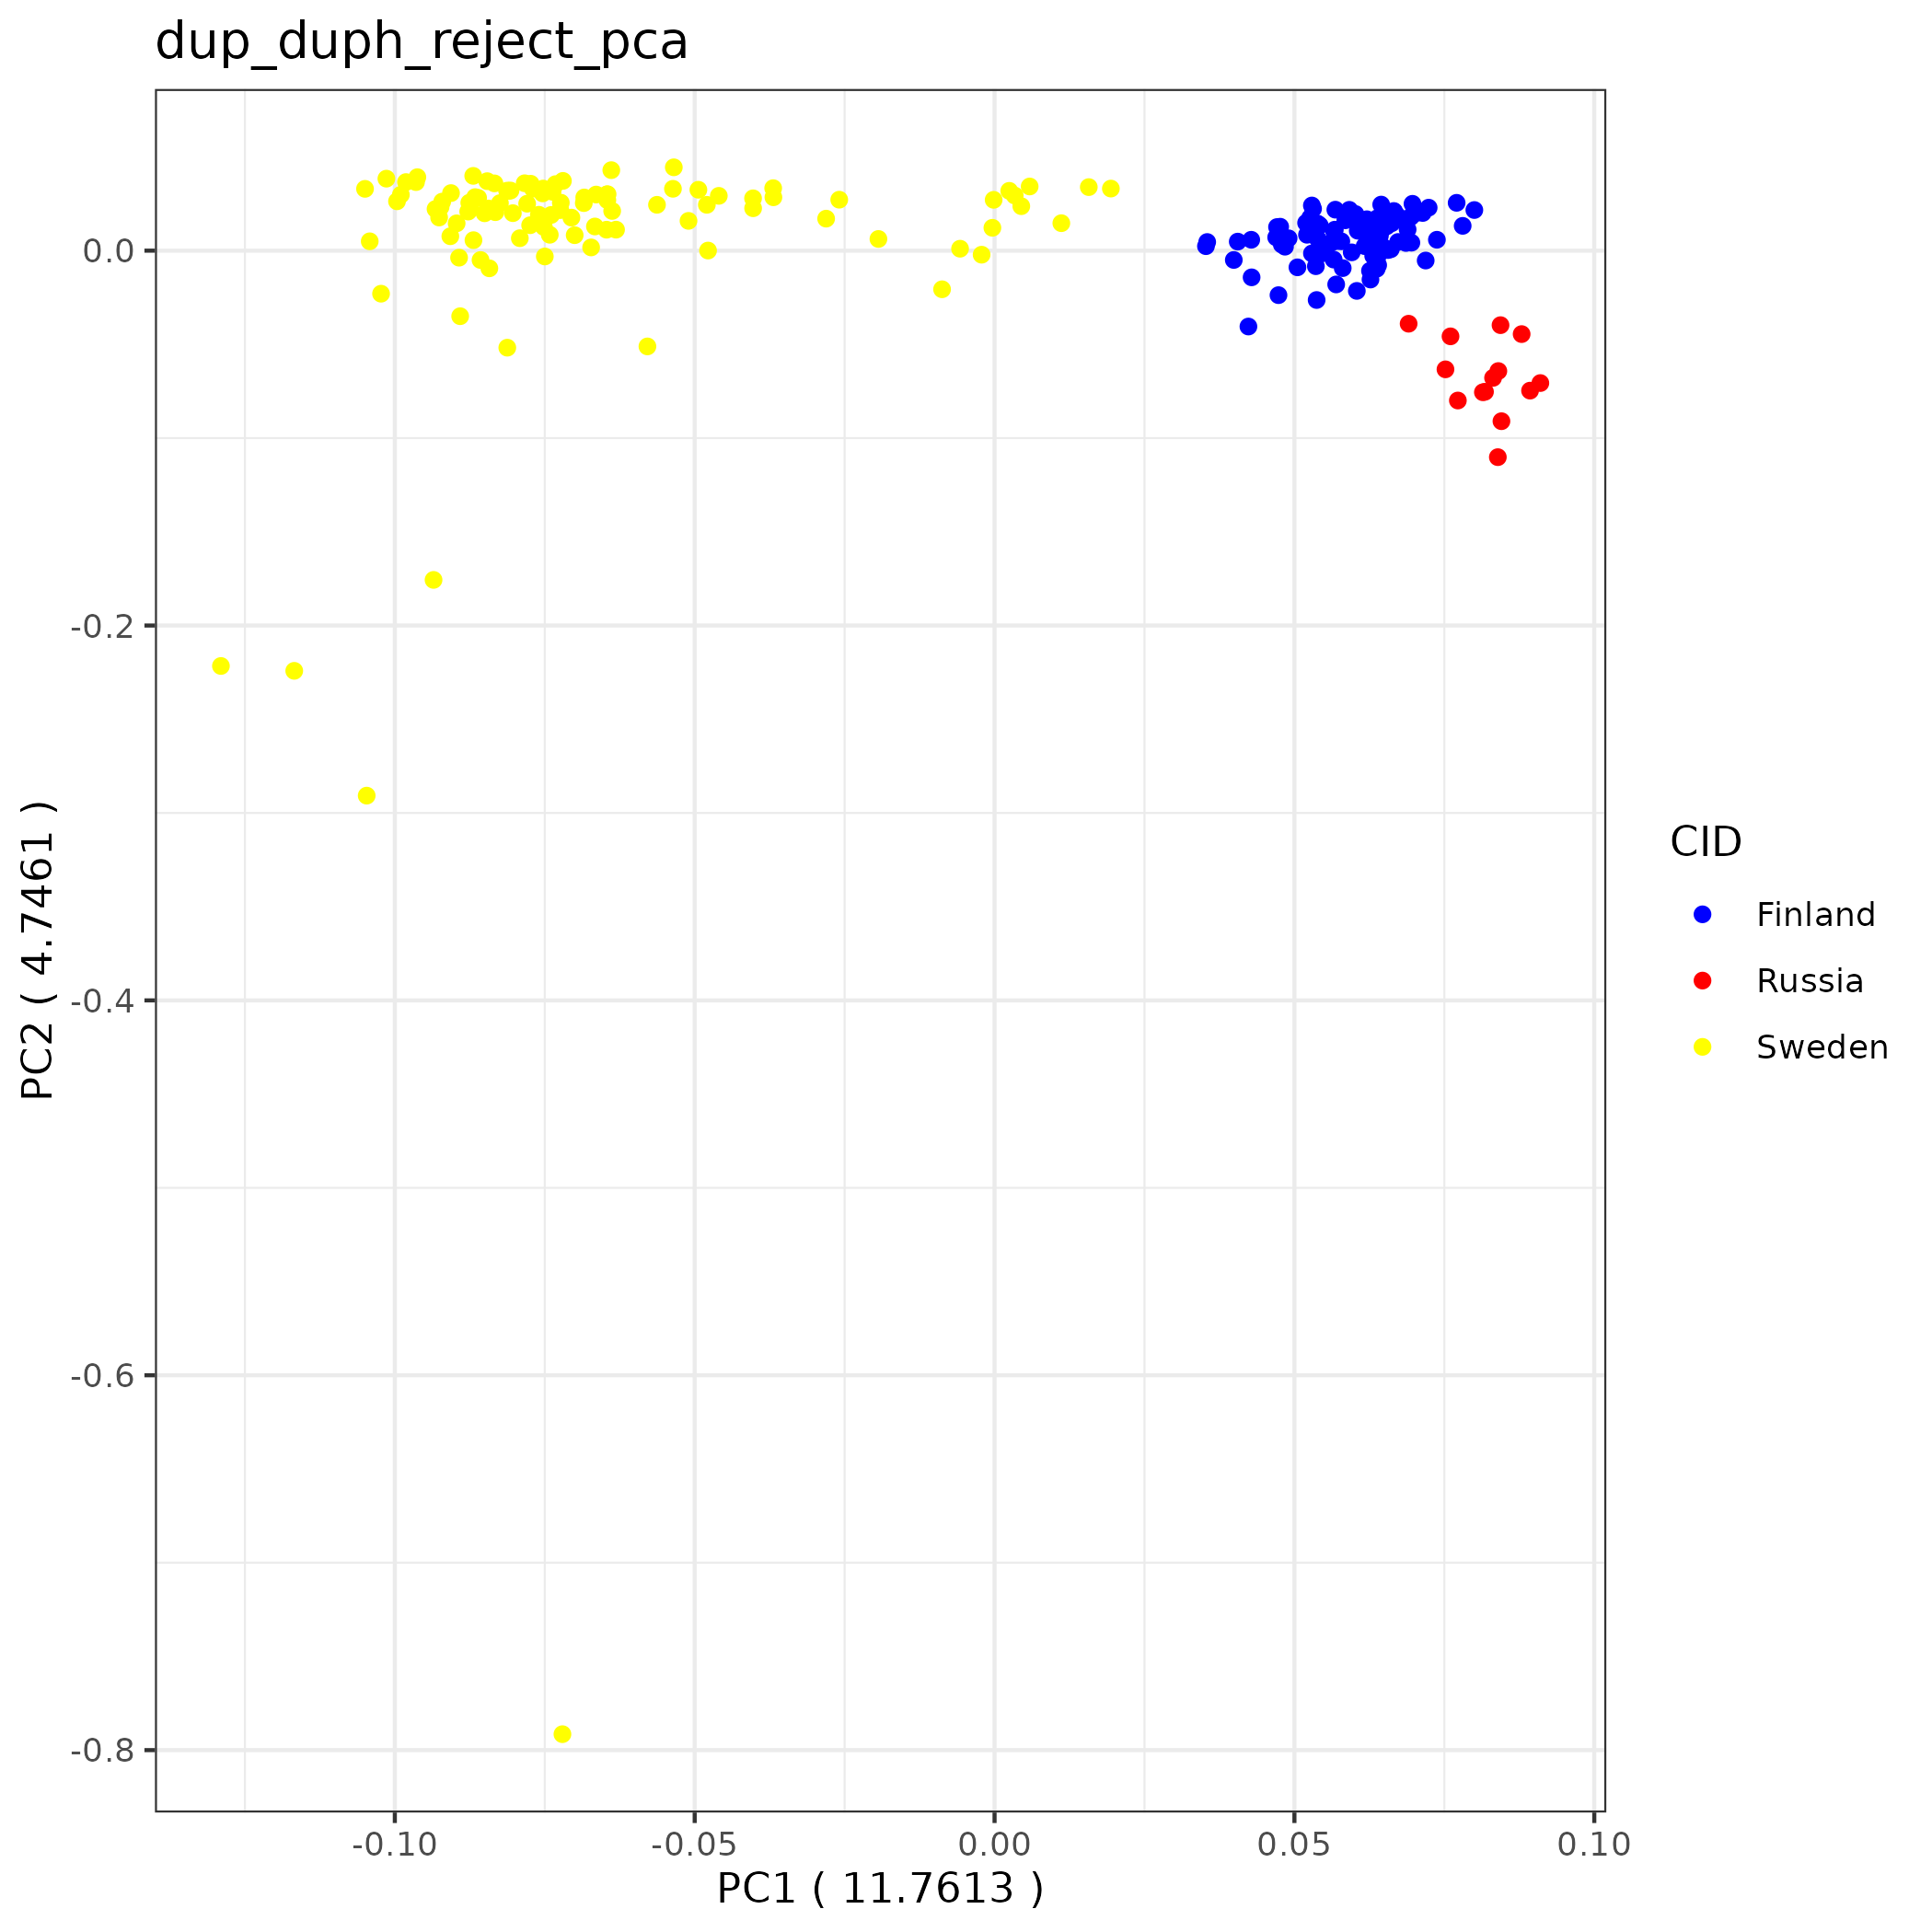 dup_duph_reject_pca
0.0
-0.2
-0.4
-0.6
-0.8
PC2 ( 4.7461 )
-0.10
-0.05
0.00
0.05
0.10
PC1 ( 11.7613 )
CID
Finland
Russia
Sweden